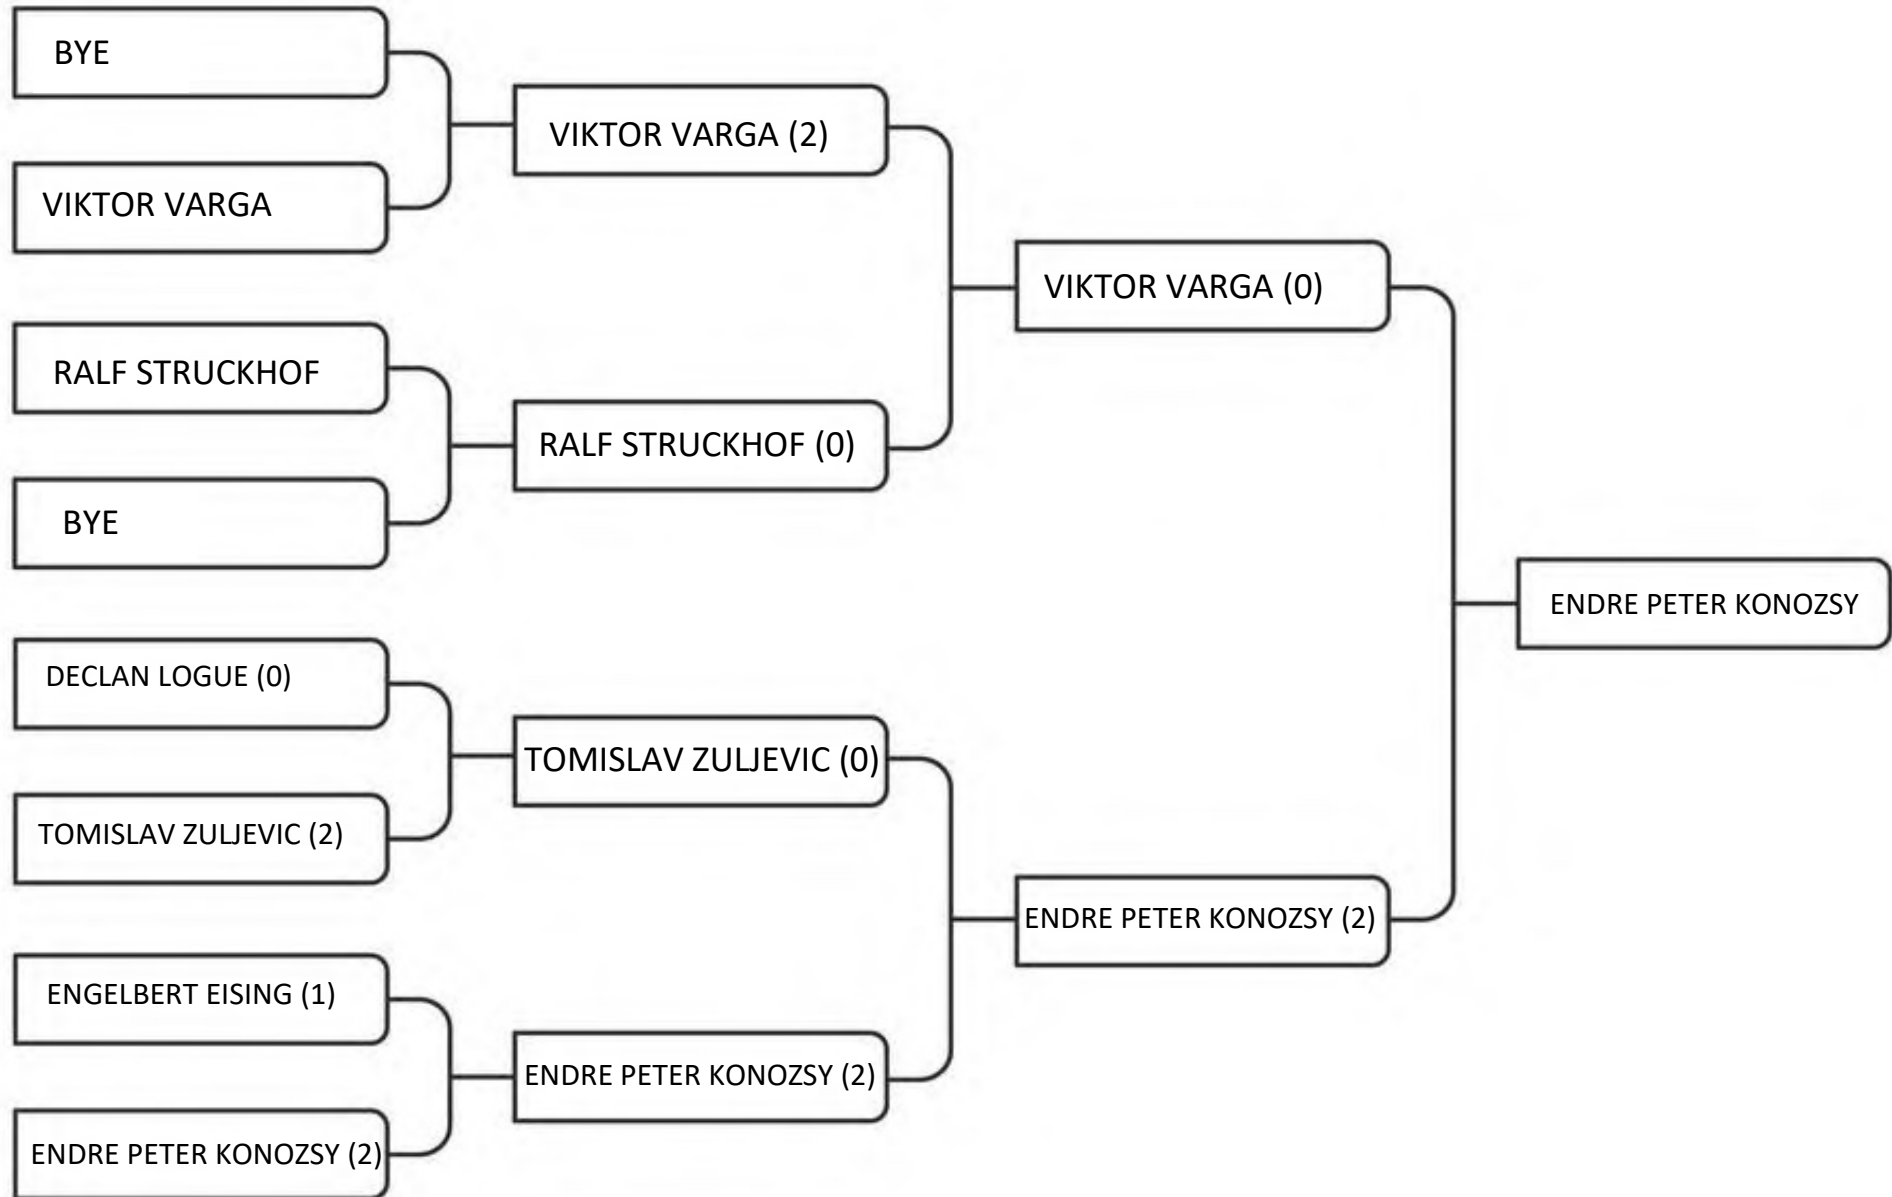 BYE
VIKTOR VARGA
RALF STRUCKHOF
BYE
DECLAN LOGUE (0)
TOMISLAV ZULJEVIC (2)
ENGELBERT EISING (1)
ENDRE PETER KONOZSY (2)
VIKTOR VARGA (2)
RALF STRUCKHOF (0)
TOMISLAV ZULJEVIC (0)
ENDRE PETER KONOZSY (2)
VIKTOR VARGA (0)
ENDRE PETER KONOZSY (2)
ENDRE PETER KONOZSY